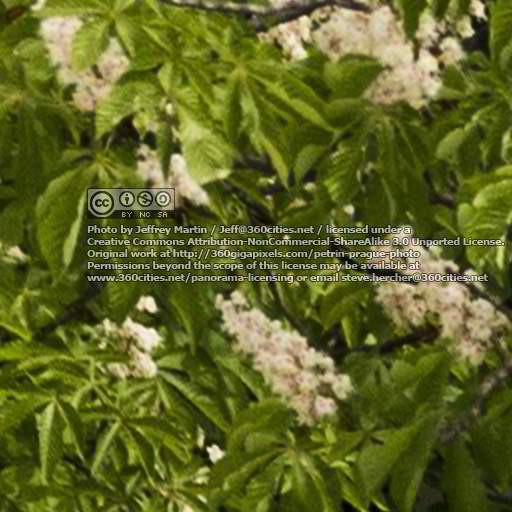 cc BY NC SA
Photo by Jeffrey Martin / Jeff@360cities.net / licensed under a
Creative Commons Attribution-NonCommercial-ShareAlike 3.0 Unported License.
Original work at http://360gigapixels.com/petrin-prague-photo
Permissions beyond the scope of this license may be available at
www.360cities.net/panorama-licensing or email steve.hercher@360cities.net